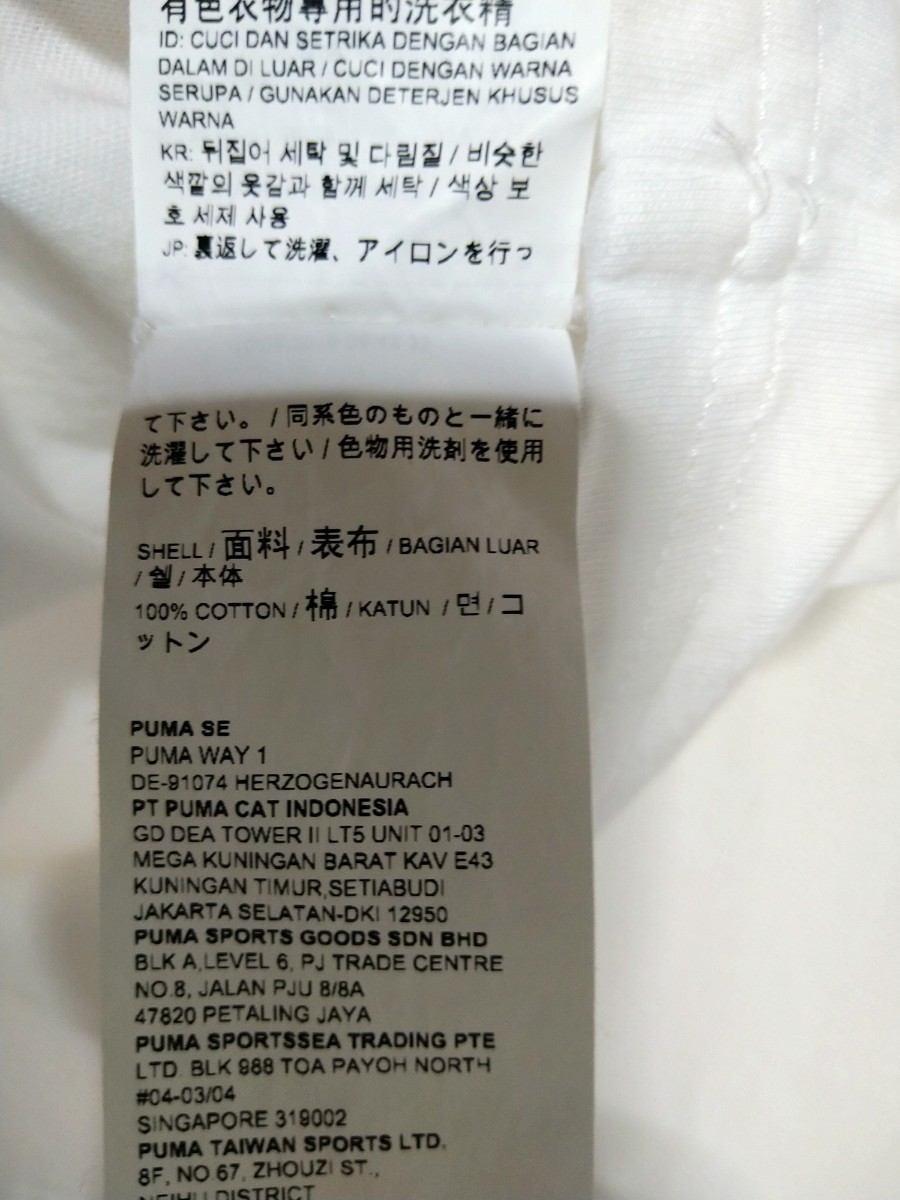 有色衣物專用的洗衣精
ID: CUCI DAN SETRIKA DENGAN BAGIAN
DALAM DI LUAR / CUCI DENGAN WARNA
SERUPA / GUNAKAN DETERJEN KHUSUS
WARNA
KR: 뒤집어 세탁 및 다림질 / 비슷한
색깔의 옷감과 함께 세탁 / 색상 보
호 세제 사용
JP: 裏返して洗濯、アイロンを行っ
て下さい。 / 同系色のものと一緒に
洗濯して下さい / 色物用洗剤を使用
して下さい。
SHELL / 面料 / 表布 / BAGIAN LUAR
/ 쉘 / 本体
100% COTTON / 棉 / KATUN / 면 / コ
ットン
PUMA SE
PUMA WAY 1
DE-91074 HERZOGENAURACH
PT PUMA CAT INDONESIA
GD DEA TOWER II LT5 UNIT 01-03
MEGA KUNINGAN BARAT KAV E43
KUNINGAN TIMUR,SETIABUDI
JAKARTA SELATAN-DKI 12950
PUMA SPORTS GOODS SDN BHD
BLK A,LEVEL 6, PJ TRADE CENTRE
NO.8, JALAN PJU 8/8A
47820 PETALING JAYA
PUMA SPORTSSEA TRADING PTE
LTD. BLK 988 TOA PAYOH NORTH
#04-03/04
SINGAPORE 319002
PUMA TAIWAN SPORTS LTD.
8F, NO.67, ZHOUZI ST.,
NEIHU DISTRICT